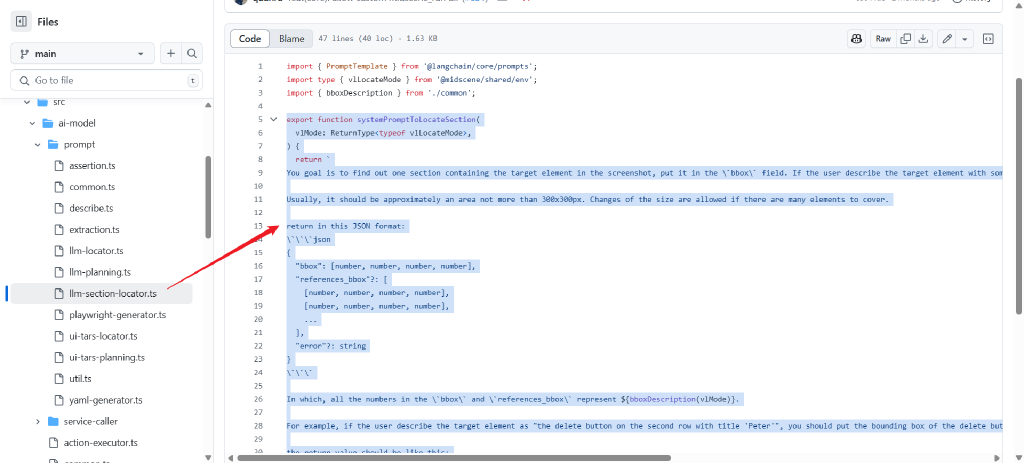 Files
main
Go to file
t
src
ai-model
prompt
assertion.ts
common.ts
describe.ts
extraction.ts
llm-locator.ts
llm-planning.ts
llm-section-locator.ts
playwright-generator.ts
ui-tars-locator.ts
ui-tars-planning.ts
util.ts
yaml-generator.ts
service-caller
action-executor.ts
Code Blame 47 lines (40 loc) · 1.63 KB
Raw
1 import { PromptTemplate } from '@langchain/core/prompts';
2 import type { vlLocateMode } from '@midscene/shared/env';
3 import { bboxDescription } from './common';
4
5 export function systemPromptToLocateSection(
6 vlMode: ReturnType<typeof vlLocateMode>,
7 ) {
8 return `
9 You goal is to find out one section containing the target element in the screenshot, put it in the \`bbox\` field. If the user describe the target element with som
10
11 Usually, it should be approximately an area not more than 300x300px. Changes of the size are allowed if there are many elements to cover.
12
13 return in this JSON format:
14 \`\`\`json
15 {
16 "bbox": [number, number, number, number],
17 "references_bbox"?: [
18 [number, number, number, number],
19 [number, number, number, number],
20 ...
21 ],
22 "error"?: string
23 }
24 \`\`\`
25
26 In which, all the numbers in the \`bbox\` and \`references_bbox\` represent ${bboxDescription(vlMode)}.
27
28 For example, if the user describe the target element as "the delete button on the second row with title 'Peter'", you should put the bounding box of the delete but
29
30 the return value should be like this: